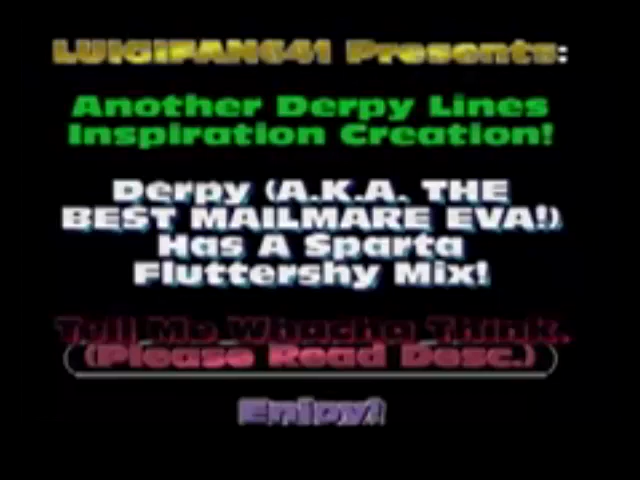 LUIGIFAN641 Presents:
Another Derpy Lines
Inspiration Creation!
Derpy (A.K.A. THE
BEST MAILMARE EVA!)
Has A Sparta
Fluttershy Mix!
Tell Me Whacha Think.
(Please Read Desc.)
Enjoy!